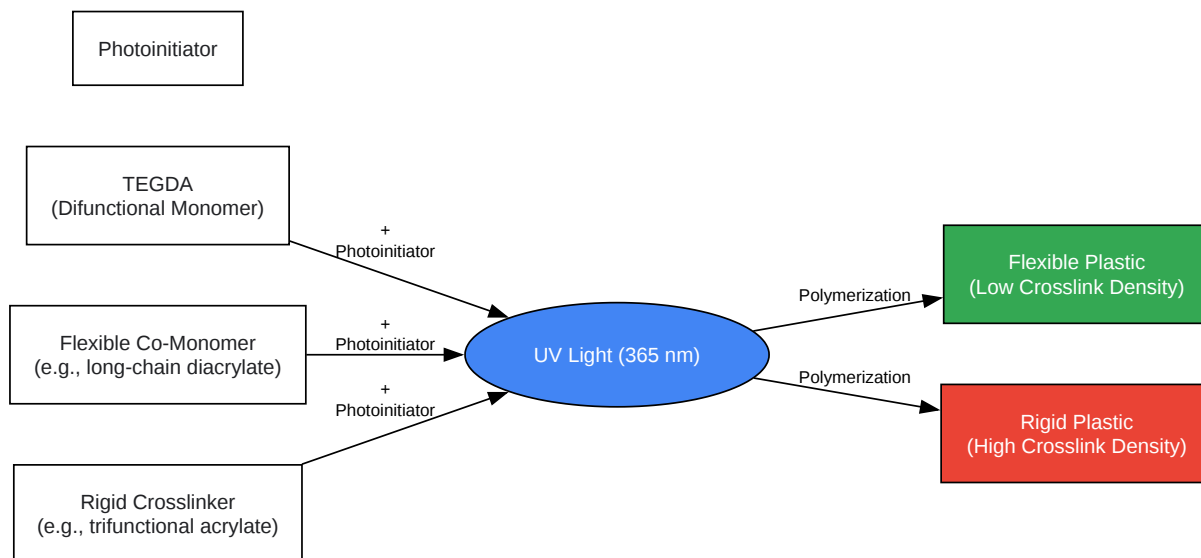 Photoinitiator
TEGDA
(Difunctional Monomer)
+
Photoinitiator
Flexible Co-Monomer
(e.g., long-chain diacrylate)
+
Photoinitiator
Rigid Crosslinker
(e.g., trifunctional acrylate)
+
Photoinitiator
UV Light (365 nm)
Polymerization
Flexible Plastic
(Low Crosslink Density)
Polymerization
Rigid Plastic
(High Crosslink Density)